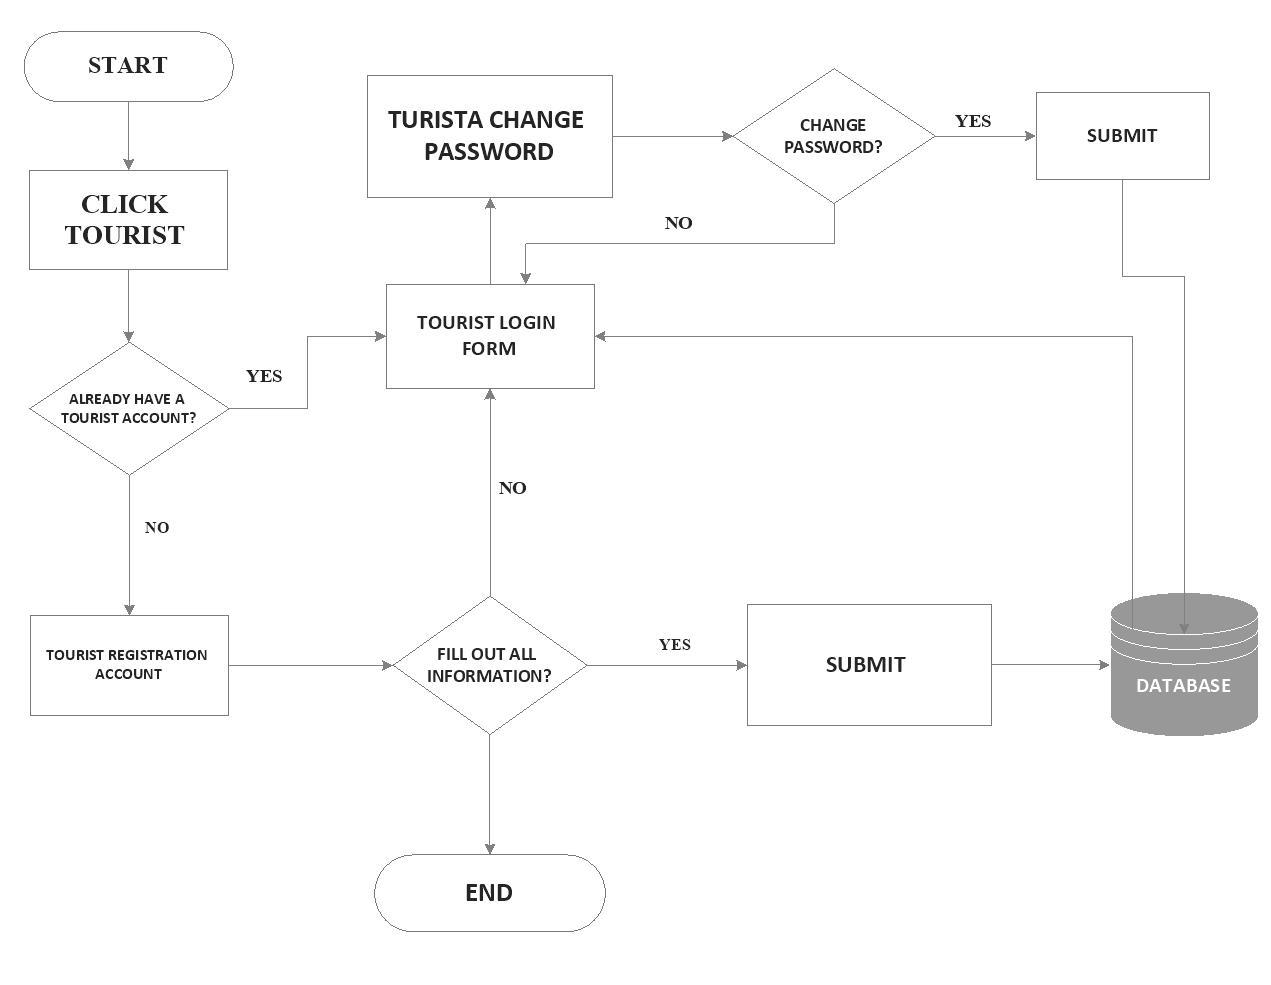 START
CLICK
TOURIST
ALREADY HAVE A
TOURIST ACCOUNT?
YES
NO
TOURIST REGISTRATION
ACCOUNT
TURISTA CHANGE
PASSWORD
CHANGE
PASSWORD?
YES
SUBMIT
NO
TOURIST LOGIN
FORM
NO
FILL OUT ALL
INFORMATION?
YES
SUBMIT
DATABASE
END